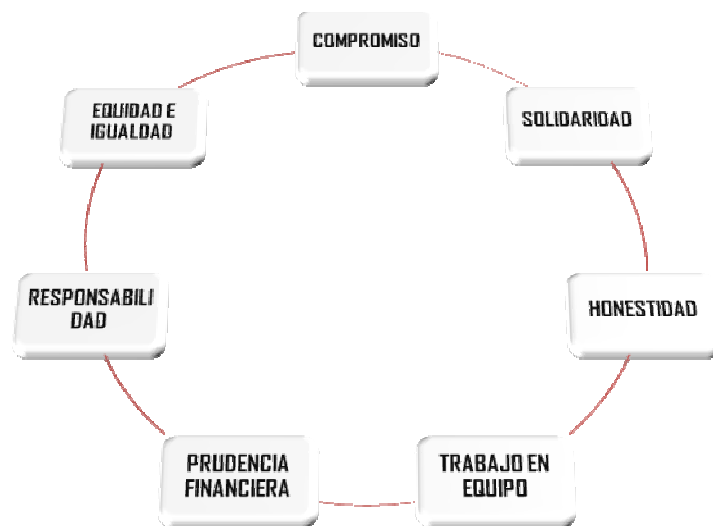 COMPROMISO
SOLIDARIDAD
HONESTIDAD
TRABAJO EN
EQUIPO
PRUDENCIA
FINANCIERA
RESPONSABILI
DAD
EQUIDAD E
IGUALDAD